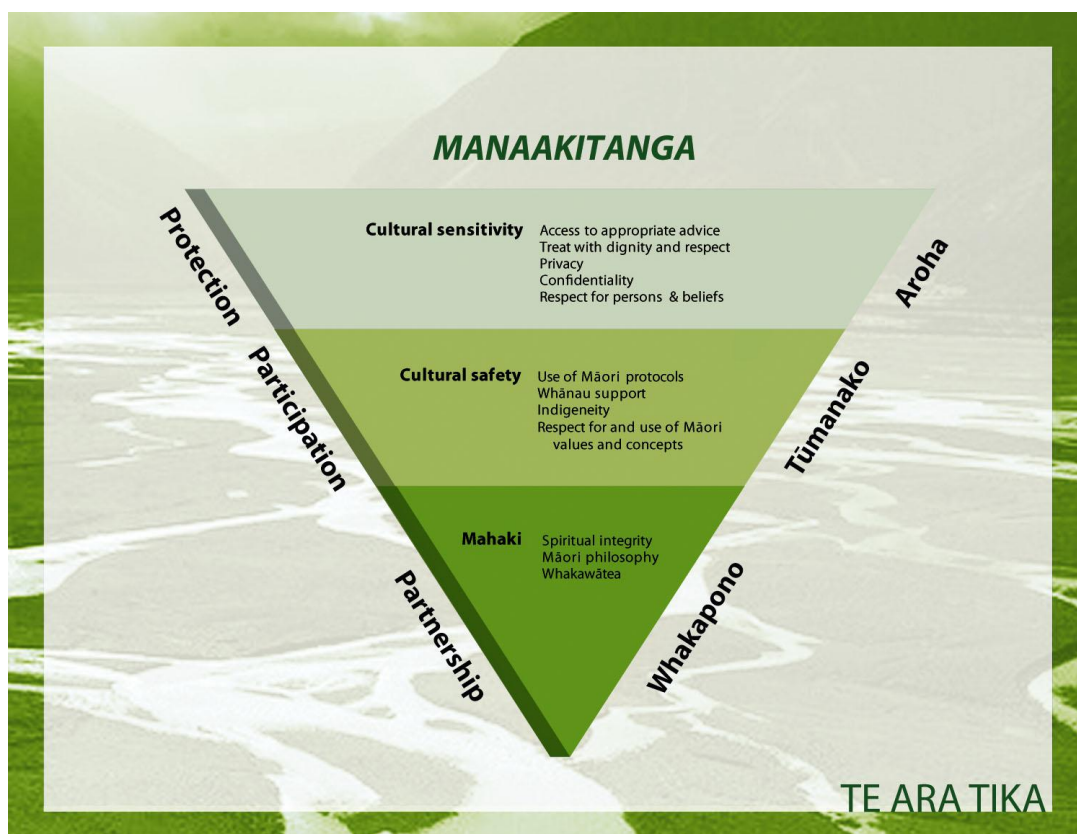 MANAAKITANGA
Protection
Cultural sensitivity
Access to appropriate advice
Treat with dignity and respect
Privacy
Confidentiality
Respect for persons & beliefs
Aroha
Participation
Cultural safety
Use of Māori protocols
Whānau support
Indigeneity
Respect for and use of Māori
values and concepts
Tūmanako
Partnership
Mahaki
Spiritual integrity
Māori philosophy
Whakawātea
Whakapono
TE ARA TIKA